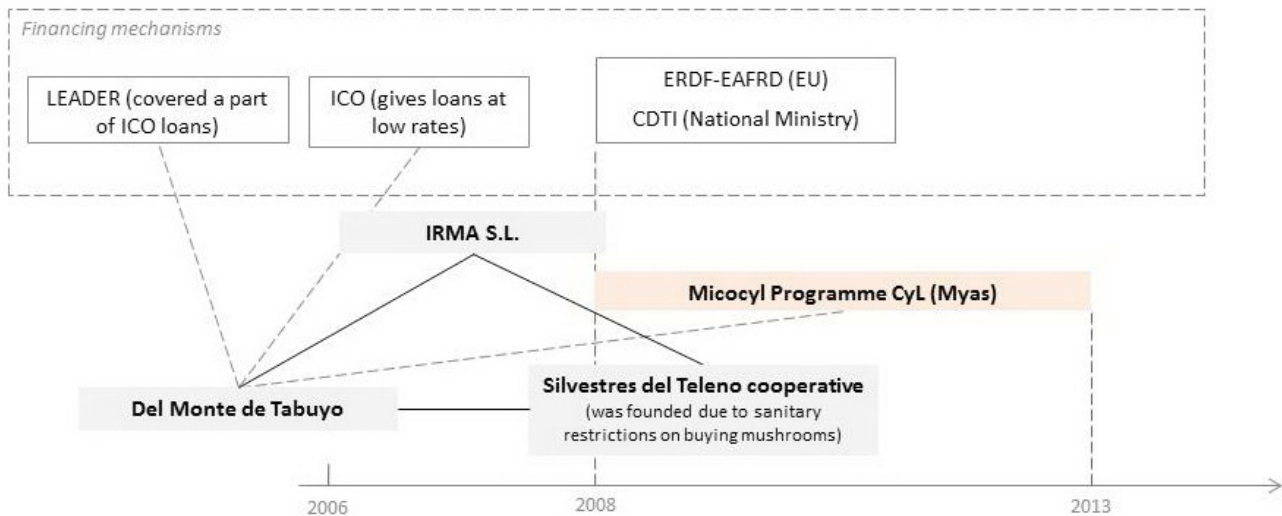 Financing mechanisms
LEADER (covered a part
of ICO loans)
ICO (gives loans at
low rates)
ERDF-EAFRD (EU)
CDTI (National Ministry)
IRMA S.L.
Micocyl Programme CyL (Myas)
Del Monte de Tabuyo
Silvestres del Teleno cooperative
(was founded due to sanitary
restrictions on buying mushrooms)
2006
2008
2013